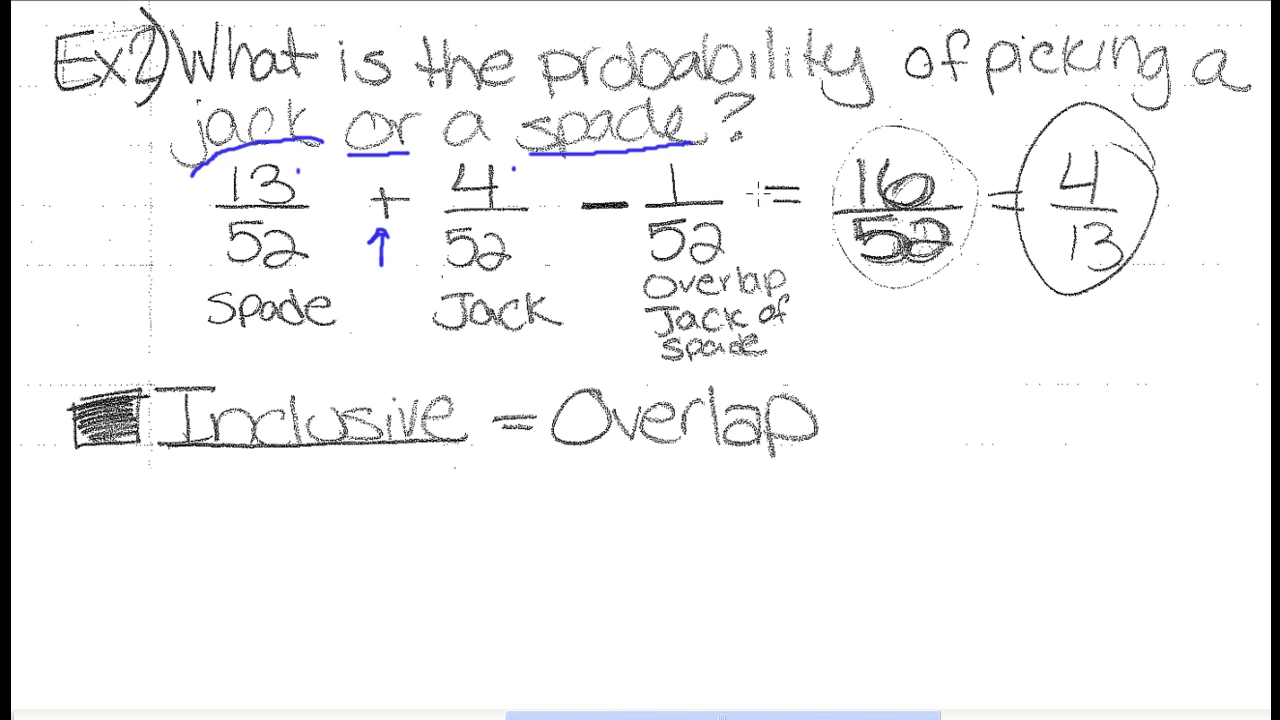 Ex2) What is the probability of picking a
jack or a spade?
13/52 + 4/52 - 1/52 = 16/52 = 4/13
Spade Jack Overlap
Jack of
spade
Inclusive = Overlap